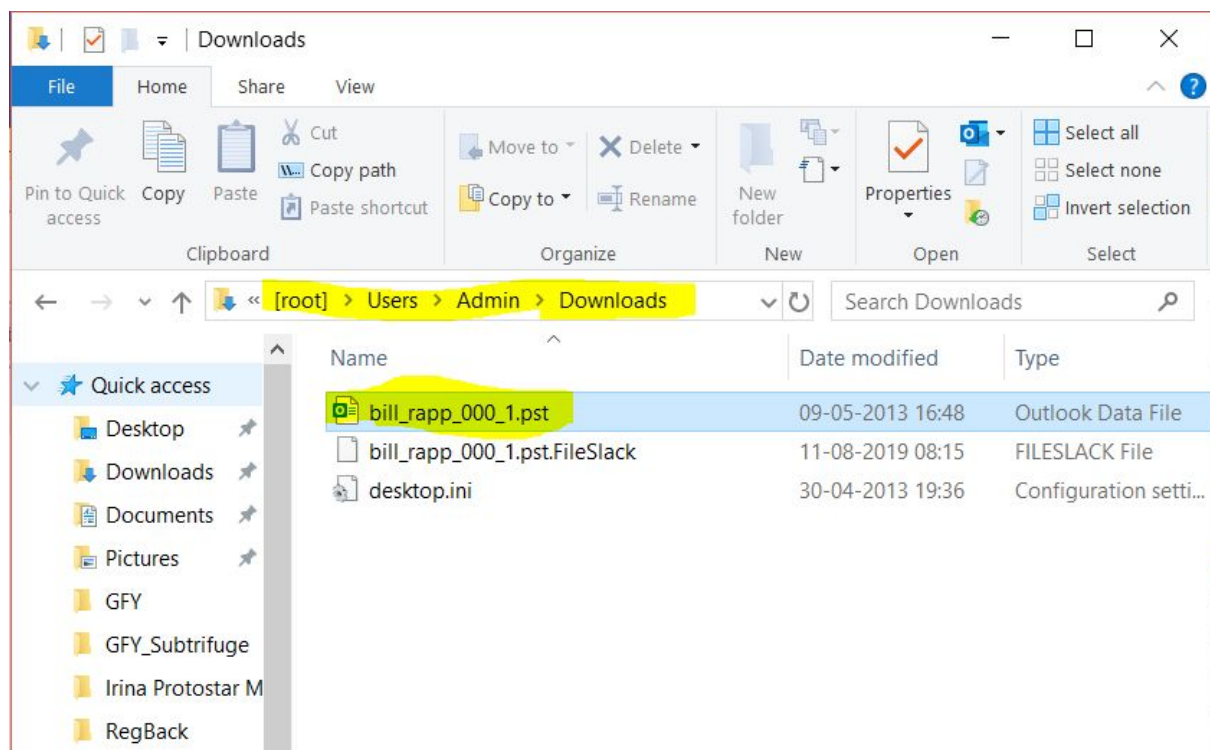 Downloads
File Home Share View
Pin to Quick access
Copy
Paste
Cut
Copy path
Paste shortcut
Clipboard
Move to
Copy to
Delete
Rename
Organize
New folder
New
Properties
Open
Select all
Select none
Invert selection
Select
« [root] > Users > Admin > Downloads
Search Downloads
Name Date modified Type
Quick access
Desktop
Downloads
Documents
Pictures
GFY
GFY_Subtrifuge
Irina Protostar M
RegBack
bill_rapp_000_1.pst 09-05-2013 16:48 Outlook Data File
bill_rapp_000_1.pst.FileSlack 11-08-2019 08:15 FILESLACK File
desktop.ini 30-04-2013 19:36 Configuration setti...